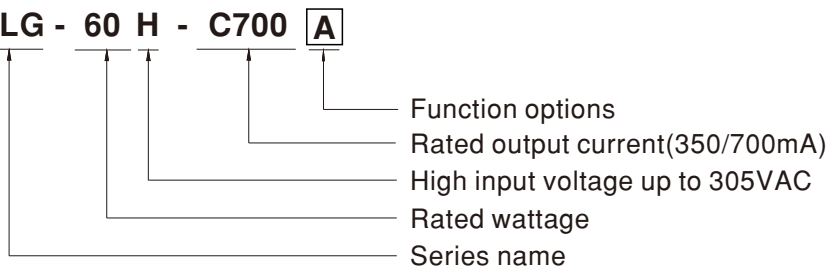 LG - 60 H - C700 A
Function options
Rated output current(350/700mA)
High input voltage up to 305VAC
Rated wattage
Series name